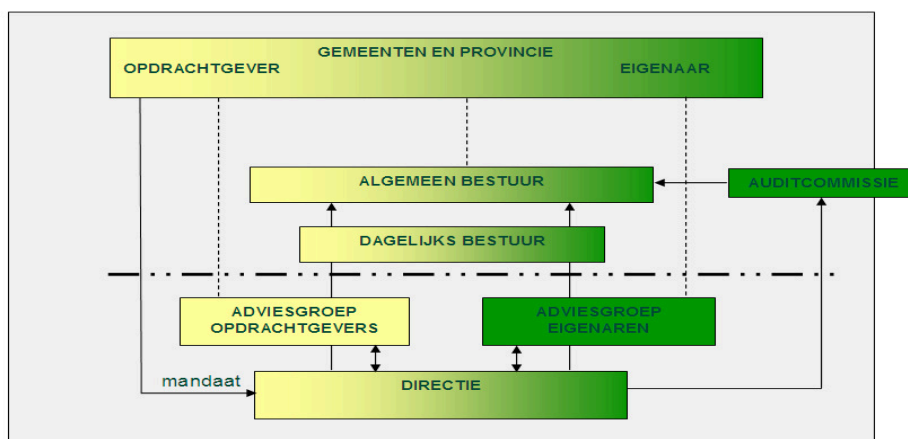 GEMEENTEN EN PROVINCIE
OPDRACHTGEVER EIGENAAR
ALGEMEEN BESTUUR
AUDITCOMMISSIE
DAGELIJKS BESTUUR
ADVIESGROEP
OPDRACHTGEVERS
ADVIESGROEP
EIGENAREN
mandaat
DIRECTIE